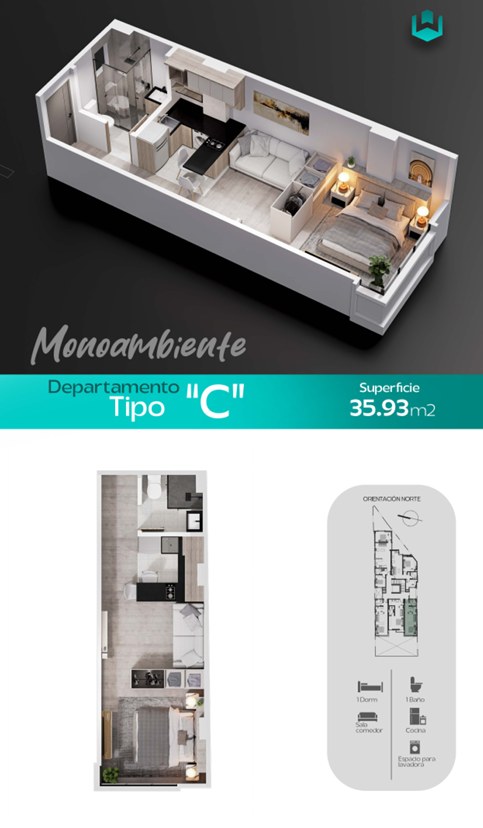 Monoambiente
Departamento
Tipo "C"
Superficie
35.93m2
ORIENTACIÓN NORTE
1 Dorm
1 Baño
Sala
comedor
Cocina
Espacio para
lavadora